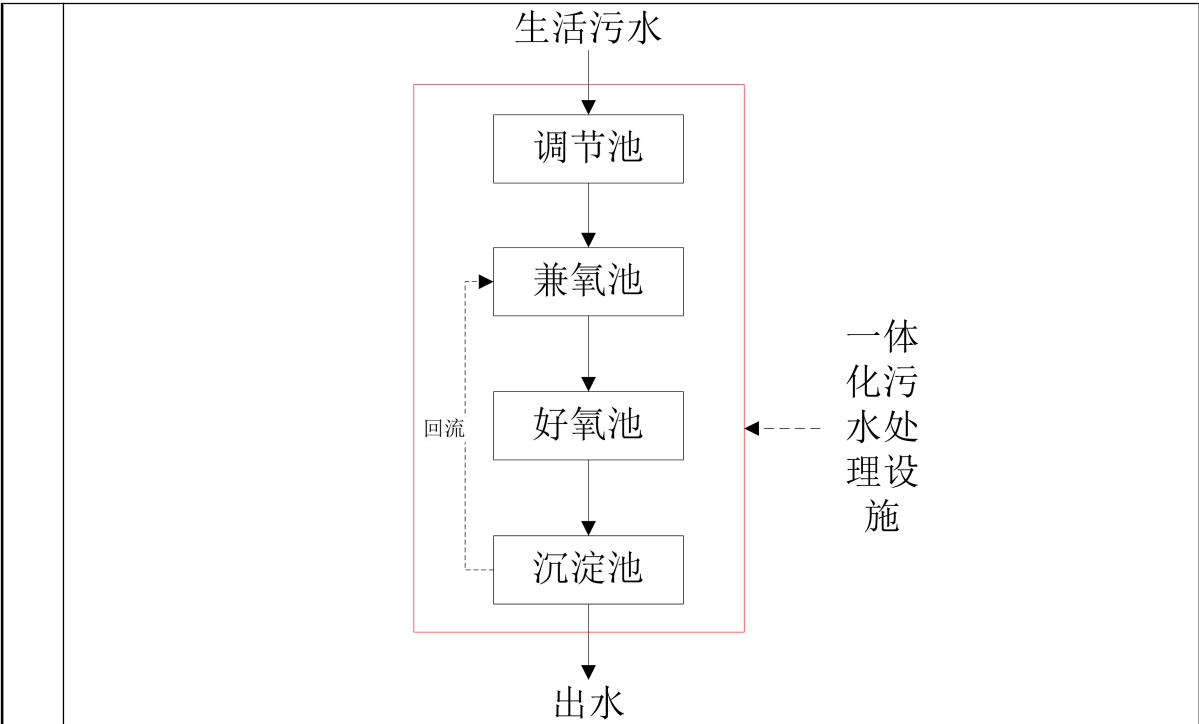 生活污水
调节池
兼氧池
好氧池
回流
沉淀池
出水
一体
化污
水处
理设
施